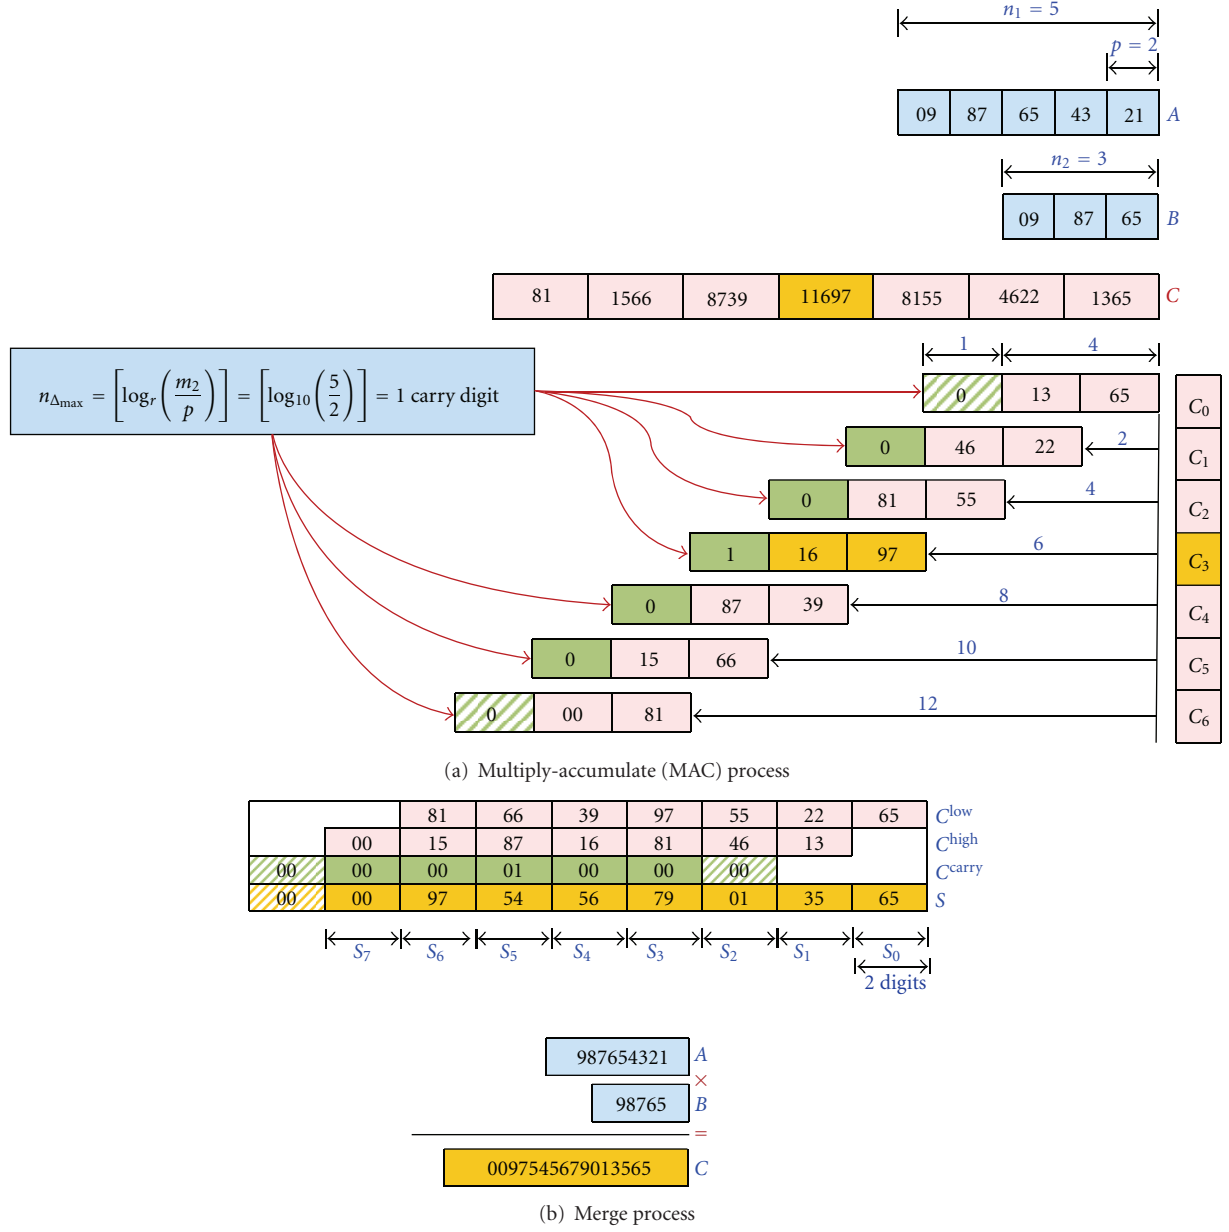 n₁ = 5
p = 2
09 87 65 43 21 A
n₂ = 3
09 87 65 B
81 1566 8739 11697 8155 4622 1365 C
1 4
n_Δmax = [log_r (m₂/p)] = [log₁₀ (5/2)] = 1 carry digit
0 13 65 C₀
0 46 22 2 C₁
0 81 55 4 C₂
1 16 97 6 C₃
0 87 39 8 C₄
0 15 66 10 C₅
0 00 81 12 C₆
(a) Multiply-accumulate (MAC) process
81 66 39 97 55 22 65 C^low
00 15 87 16 81 46 13 C^high
00 00 00 01 00 00 00 C^carry
00 00 97 54 56 79 01 35 65 S
S₇ S₆ S₅ S₄ S₃ S₂ S₁ S₀
2 digits
987654321 A
×
98765 B
=
0097545679013565 C
(b) Merge process